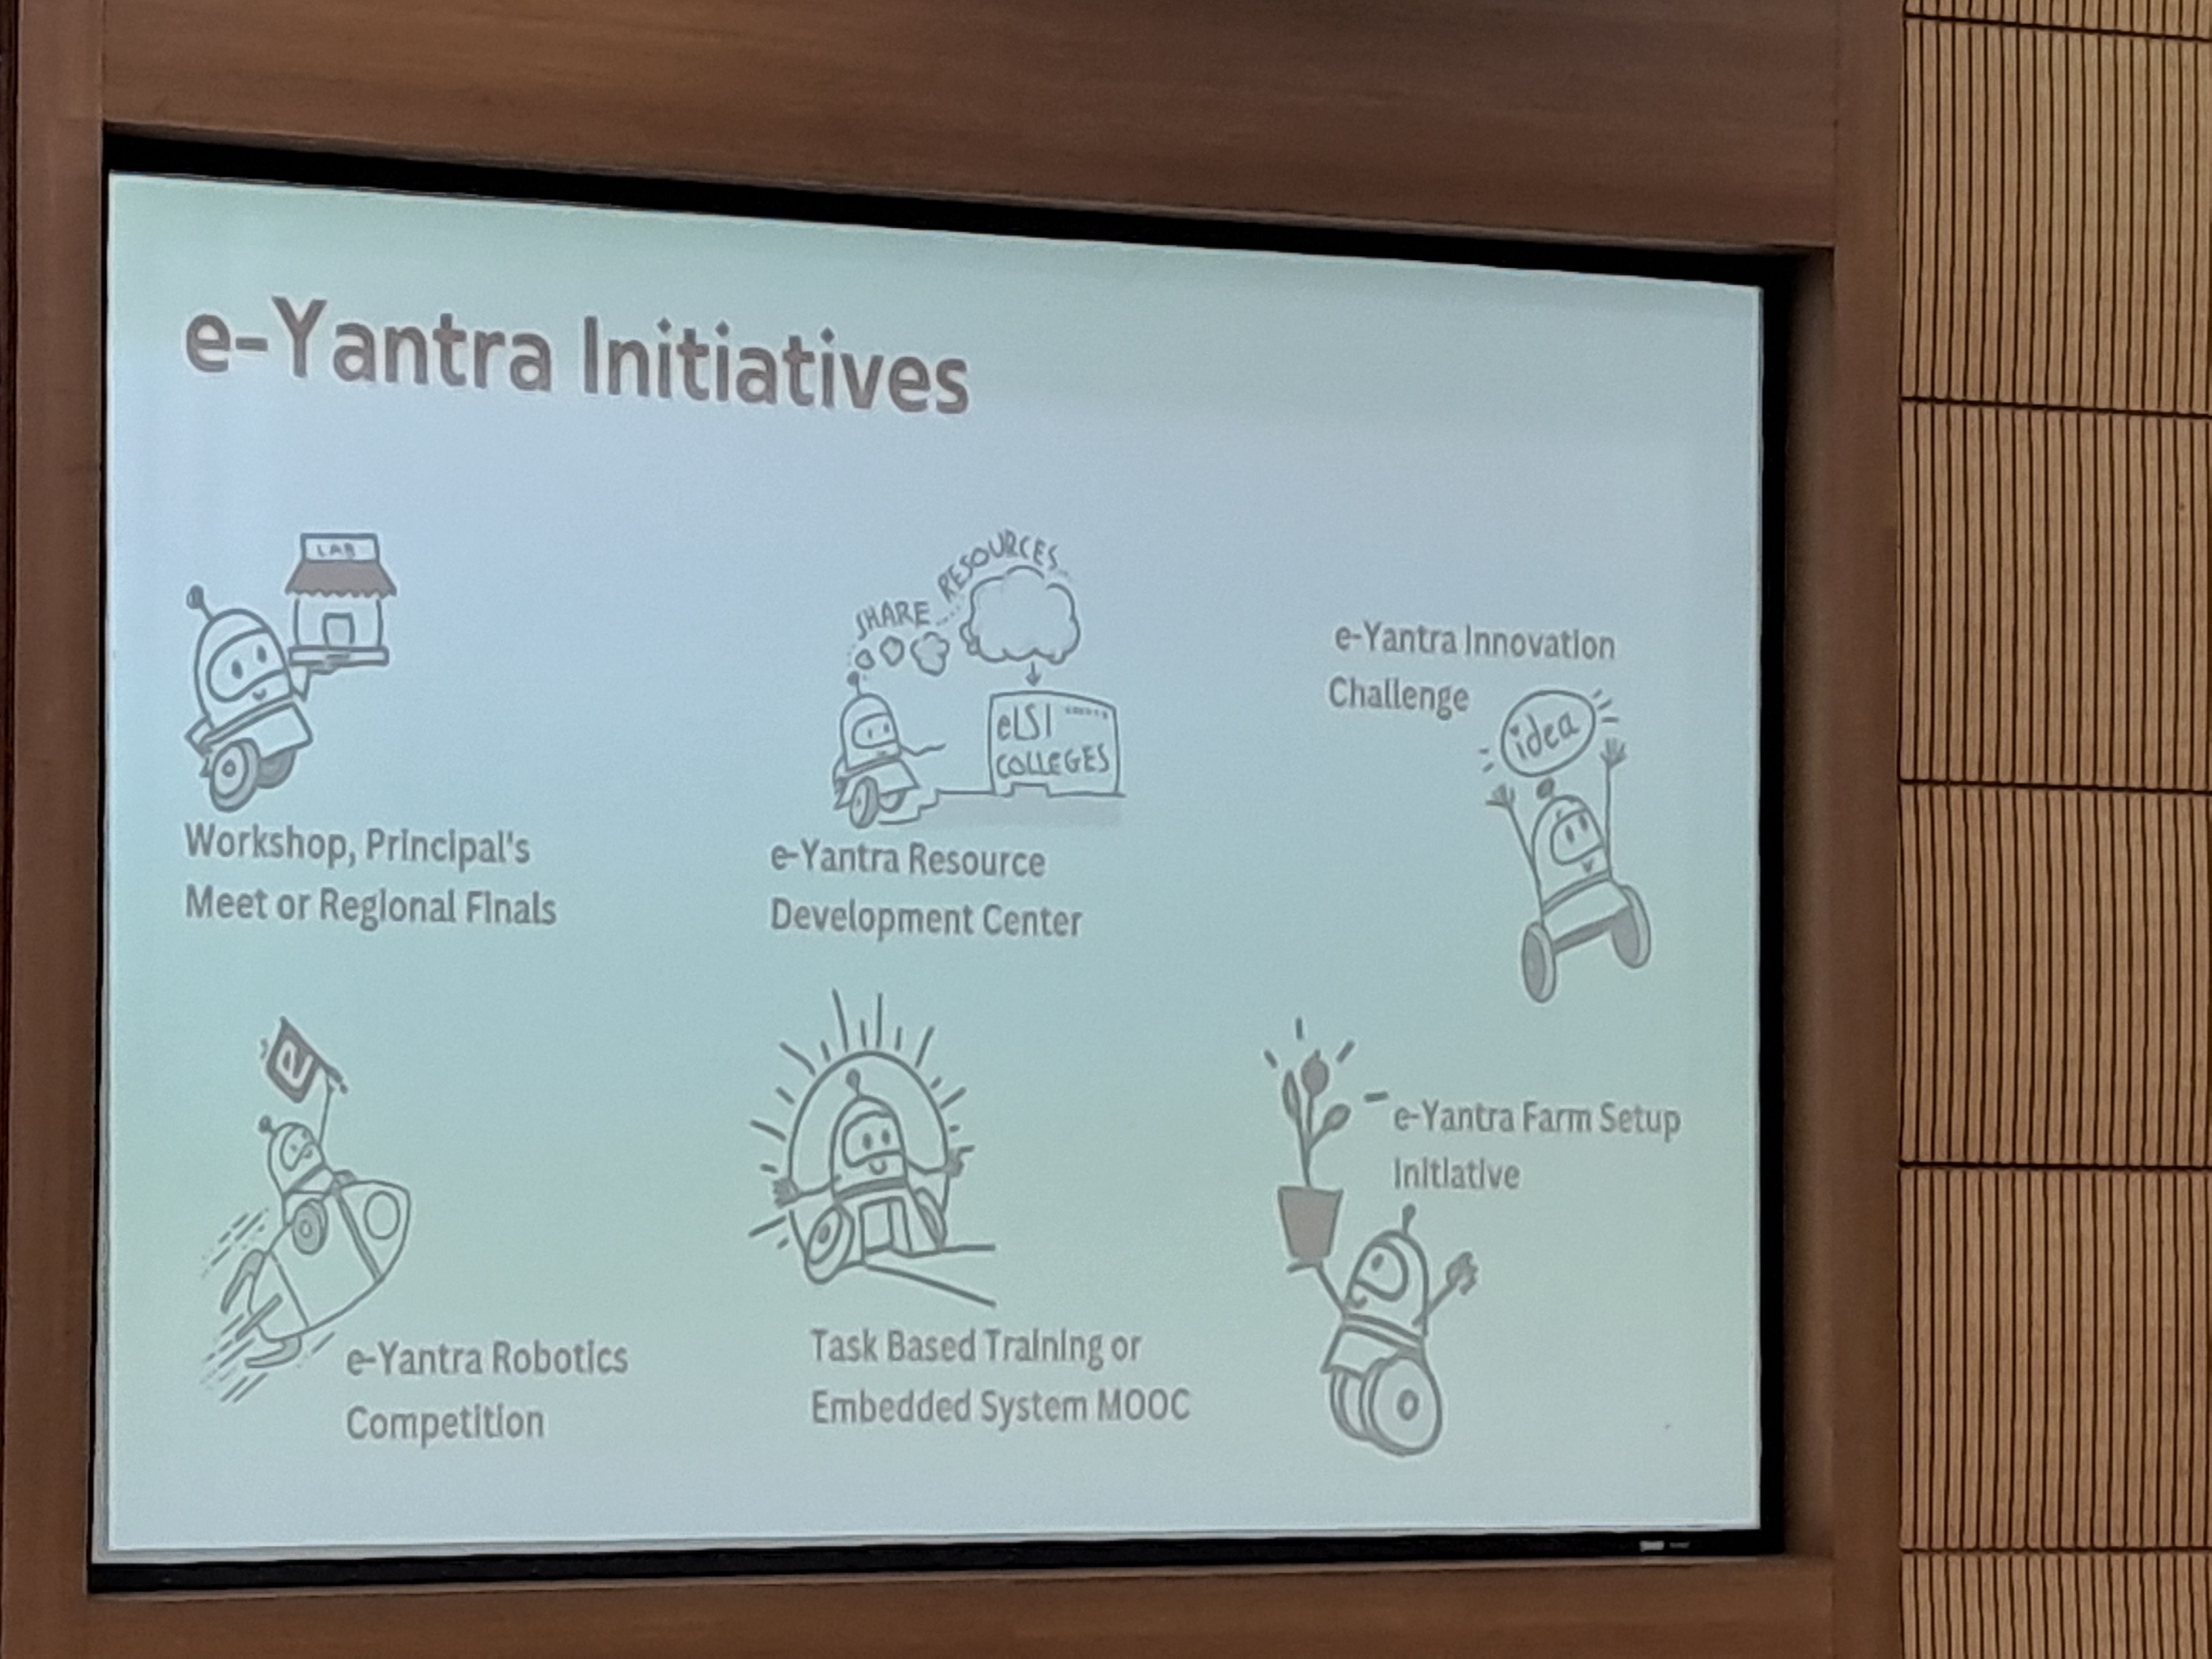 e-Yantra Initiatives
LAB
Workshop, Principal's
Meet or Regional Finals
SHARE RESOURCES
eLSI
COLLEGES
e-Yantra Resource
Development Center
e-Yantra Innovation
Challenge
idea
e-Yantra Robotics
Competition
Task Based Training or
Embedded System MOOC
e-Yantra Farm Setup
Initiative